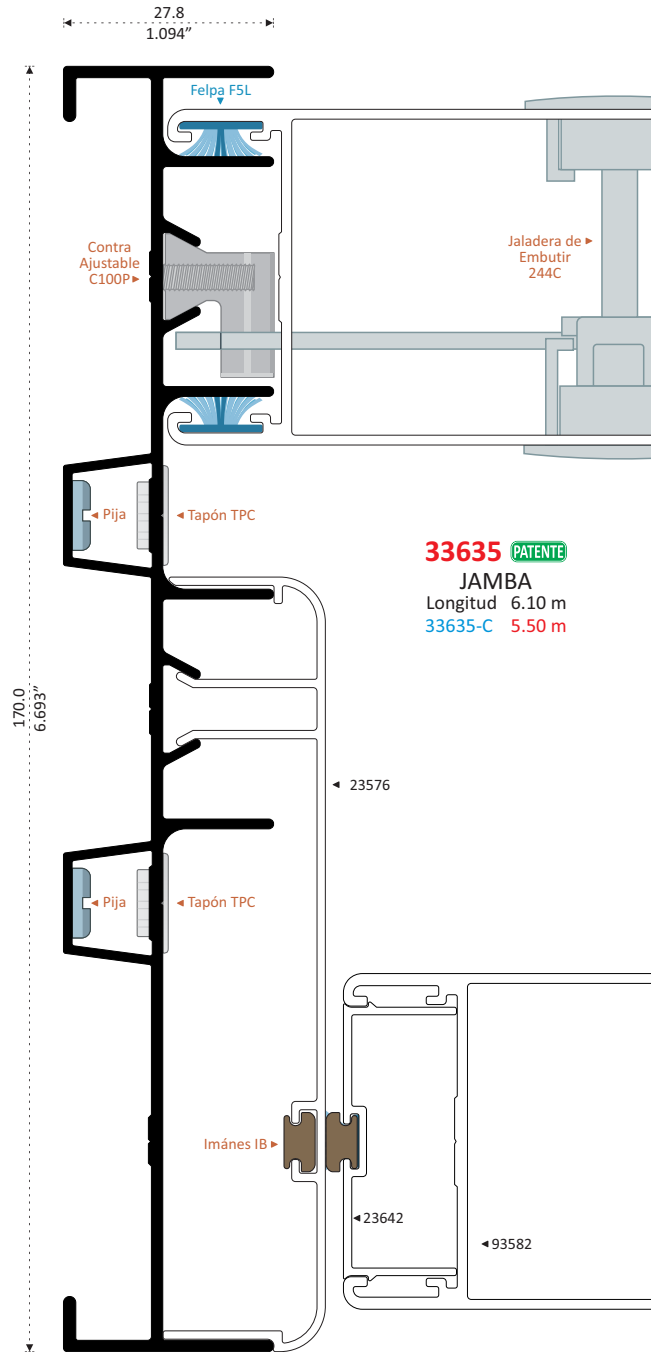 27.8
1.094”
Felpa F5L
Contra
Ajustable
C100P
Jaladera de
Embutir
244C
Pija
Tapón TPC
33635 PATENTE
JAMBA
Longitud 6.10 m
33635-C 5.50 m
170.0
6.693”
23576
Pija
Tapón TPC
Imánes IB
23642
93582